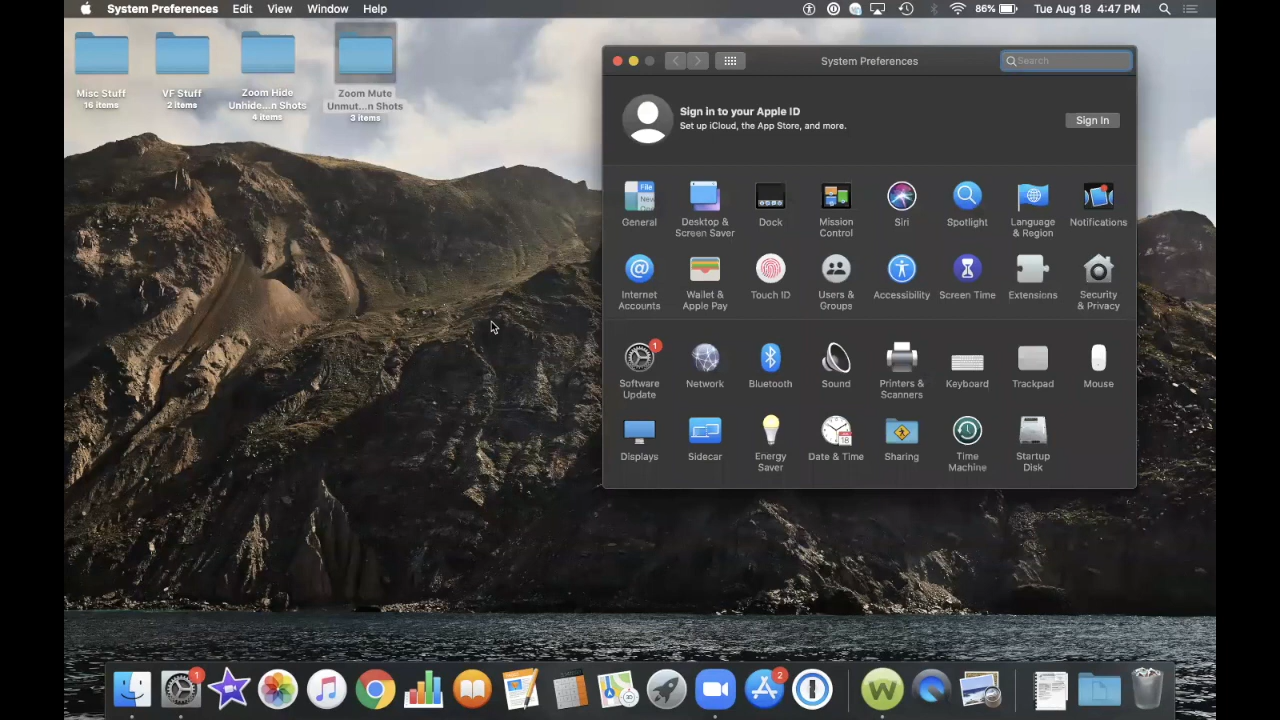 System Preferences Edit View Window Help
86% Tue Aug 18 4:47 PM
Misc Stuff
16 items
VF Stuff
2 items
Zoom Hide
Unhide...n Shots
4 items
Zoom Mute
Unmut...n Shots
3 items
System Preferences
Search
Sign in to your Apple ID
Set up iCloud, the App Store, and more.
Sign In
General
Desktop &
Screen Saver
Dock
Mission
Control
Siri
Spotlight
Language
& Region
Notifications
Internet
Accounts
Wallet &
Apple Pay
Touch ID
Users &
Groups
Accessibility
Screen Time
Extensions
Security
& Privacy
1
Software
Update
Network
Bluetooth
Sound
Printers &
Scanners
Keyboard
Trackpad
Mouse
Displays
Sidecar
Energy
Saver
Date & Time
Sharing
Time
Machine
Startup
Disk
1
2